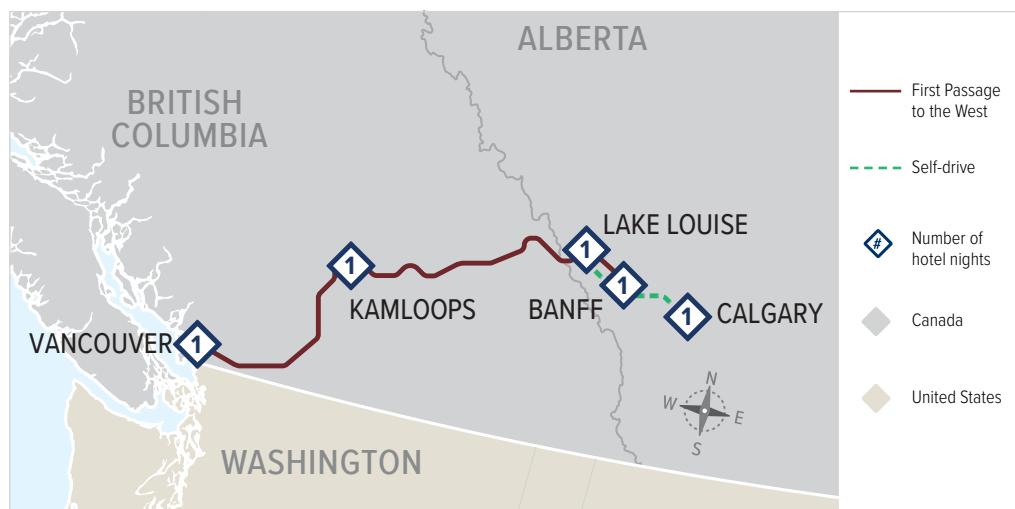 ALBERTA
BRITISH
COLUMBIA
LAKE LOUISE
1
1
1
KAMLOOPS
BANFF
1
CALGARY
VANCOUVER
1
N
W
E
S
WASHINGTON
First Passage
to the West
Self-drive
#
Number of
hotel nights
Canada
United States